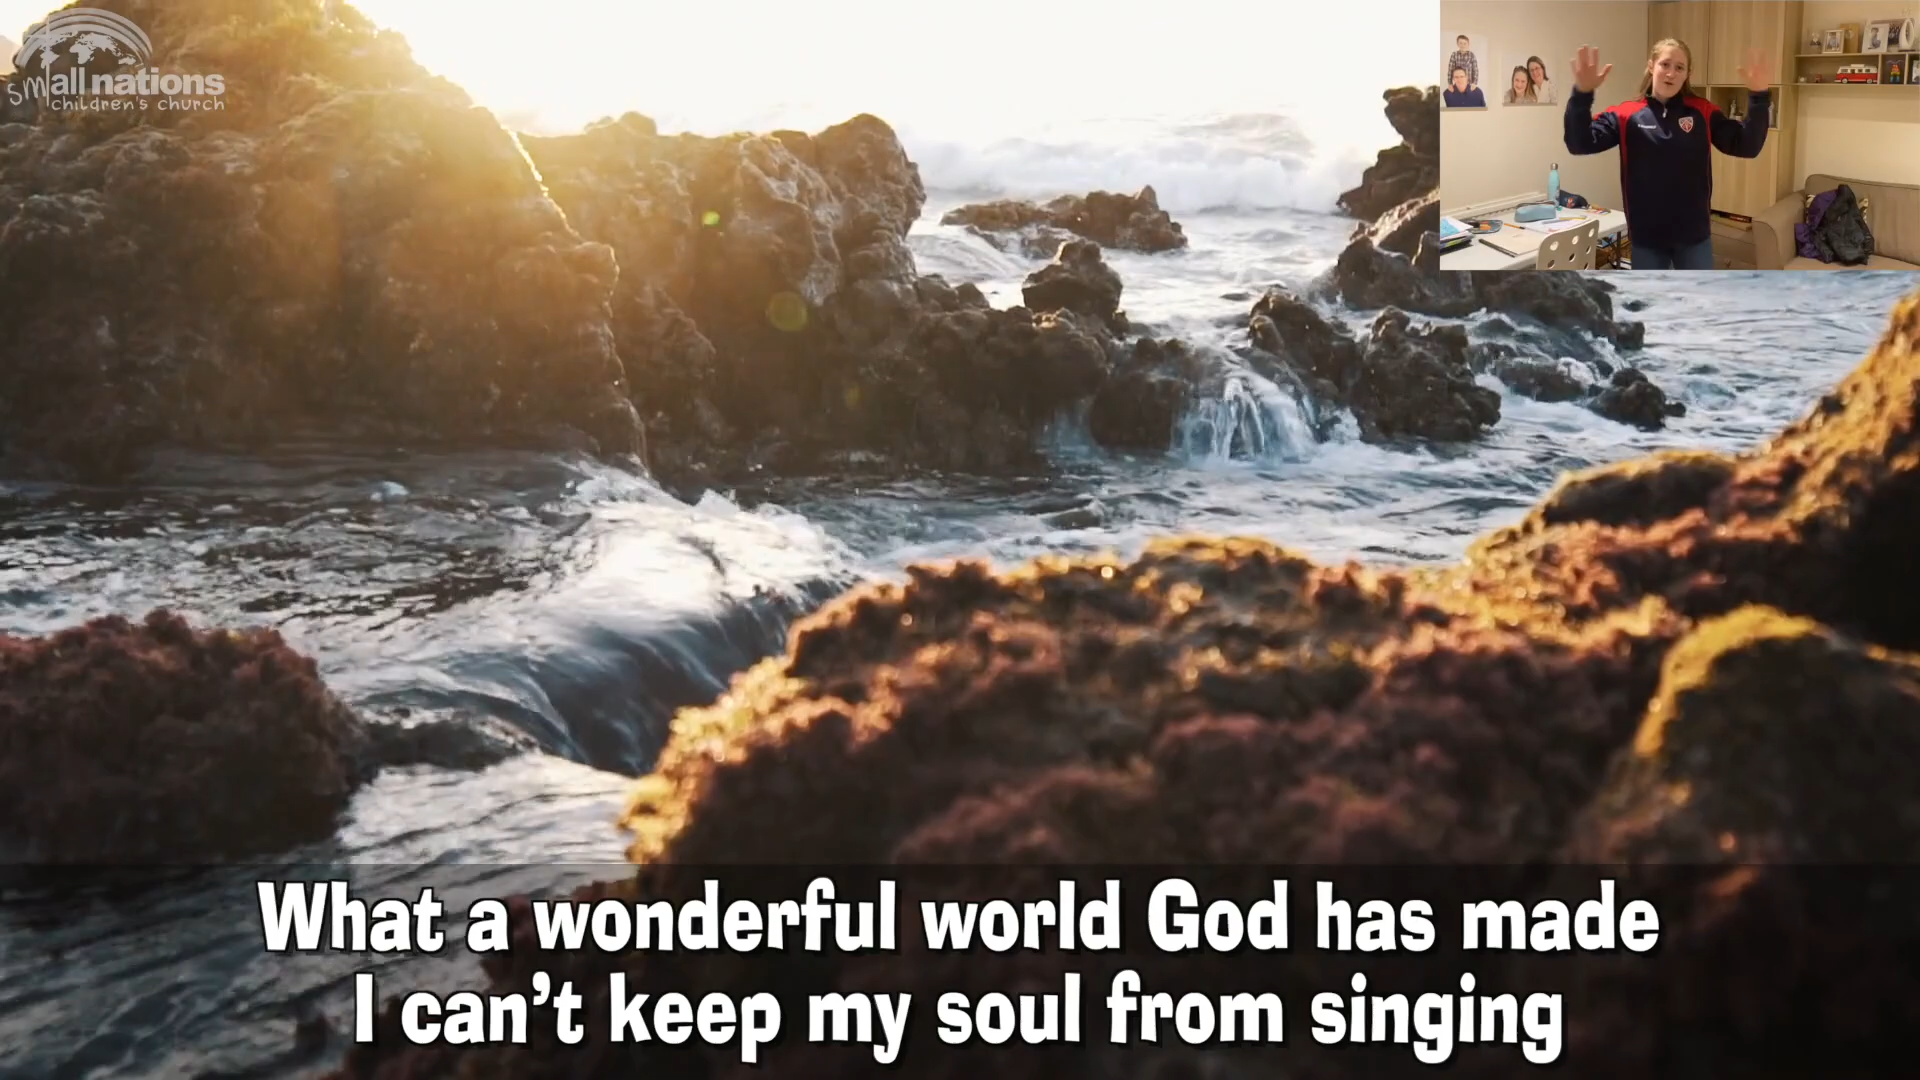 small nations
children's church
What a wonderful world God has made
I can't keep my soul from singing